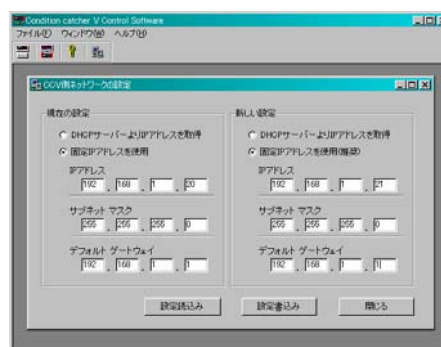 Condition catcher V Control Software
ファイル(F) ウィンドウ(W) ヘルプ(H)
CCV側ネットワークの設定
現在の設定
DHCPサーバーよりIPアドレスを取得
固定IPアドレスを使用
IPアドレス
192 . 168 . 1 . 20
サブネット マスク
255 . 255 . 255 . 0
デフォルト ゲートウェイ
192 . 168 . 1 . 1
新しい設定
DHCPサーバーよりIPアドレスを取得
固定IPアドレスを使用(推奨)
IPアドレス
192 . 168 . 1 . 21
サブネット マスク
255 . 255 . 255 . 0
デフォルト ゲートウェイ
192 . 168 . 1 . 1
設定読込み
設定書込み
閉じる